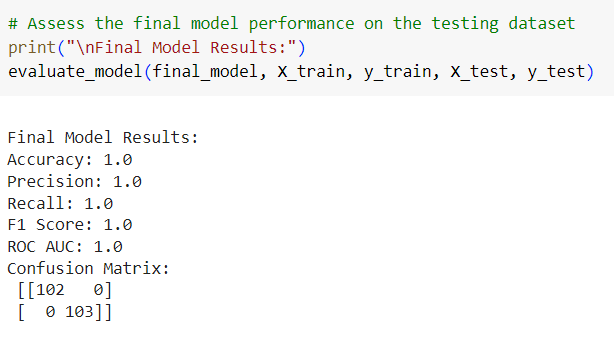 # Assess the final model performance on the testing dataset
print("\nFinal Model Results:")
evaluate_model(final_model, X_train, y_train, X_test, y_test)
Final Model Results:
Accuracy: 1.0
Precision: 1.0
Recall: 1.0
F1 Score: 1.0
ROC AUC: 1.0
Confusion Matrix:
 [[102   0]
 [  0 103]]